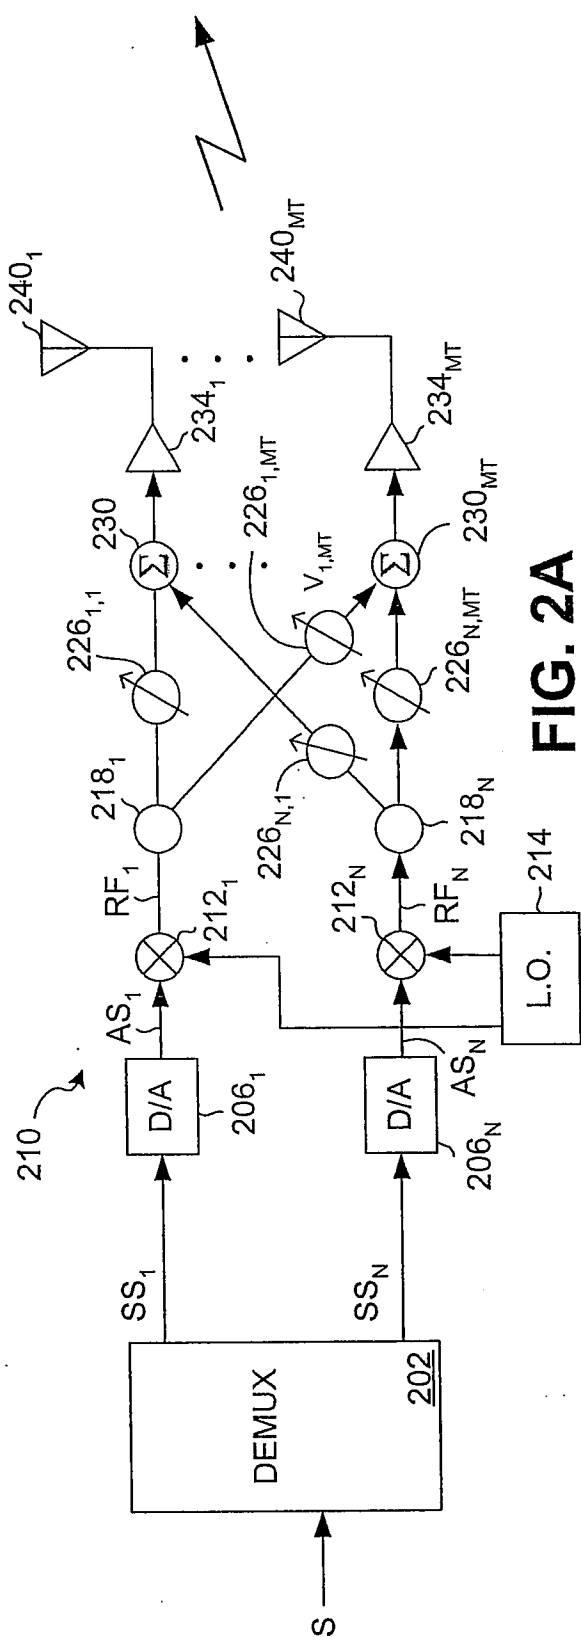 S
DEMUX
202
SS1
SSN
210
D/A
2061
D/A
206N
AS1
ASN
2121
212N
L.O.
214
RF1
RFN
2181
218N
2261,1
226N,1
2261,MT
V1,MT
226N,MT
230
Σ
Σ
230MT
2341
234MT
2401
240MT
FIG. 2A